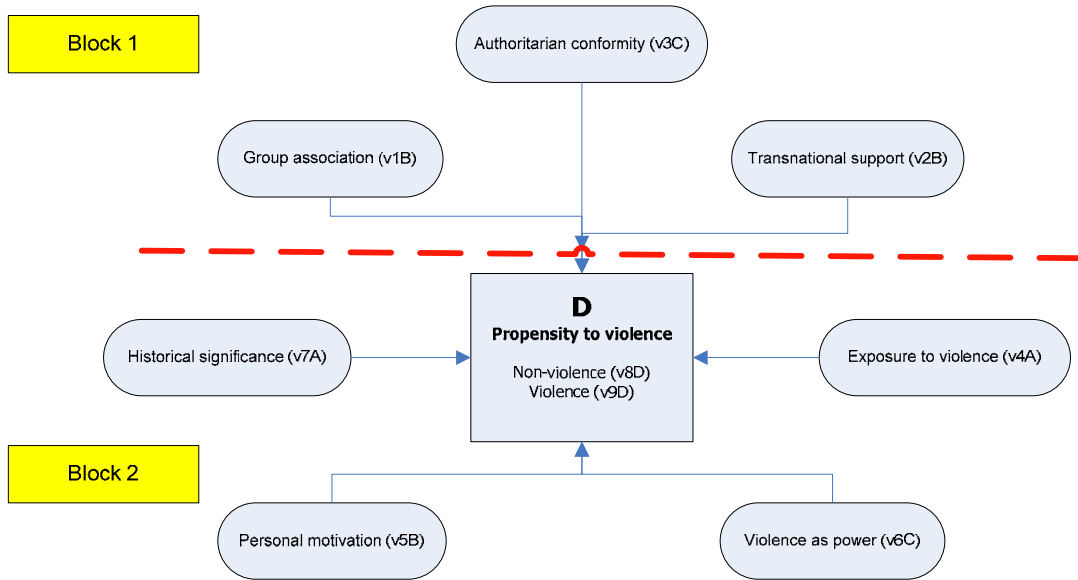 Block 1
Authoritarian conformity (v3C)
Group association (v1B)
Transnational support (v2B)
D
Propensity to violence
Non-violence (v8D)
Violence (v9D)
Historical significance (v7A)
Exposure to violence (v4A)
Block 2
Personal motivation (v5B)
Violence as power (v6C)